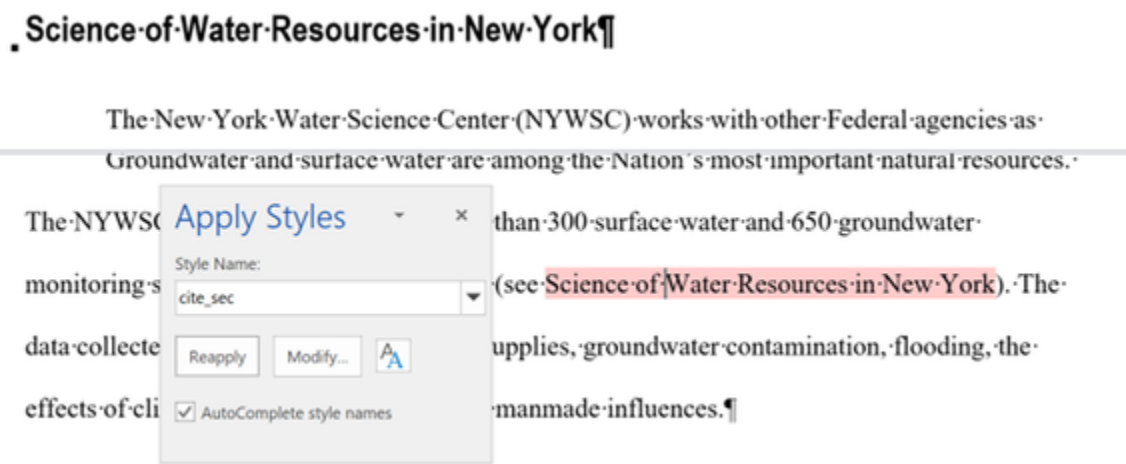 Science of Water Resources in New York¶
The New York Water Science Center (NYWSC) works with other Federal agencies as
Groundwater and surface water are among the Nation's most important natural resources.
The NYWSC than 300 surface water and 650 groundwater
Apply Styles
Style Name:
monitoring s (see Science of Water Resources in New York). The
cite_sec
data collecte upplies, groundwater contamination, flooding, the
Reapply Modify...
effects of cli manmade influences.¶
AutoComplete style names